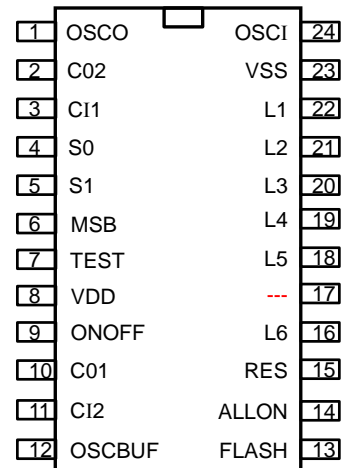 1 OSCO OSCI 24
2 C02 VSS 23
3 CI1 L1 22
4 S0 L2 21
5 S1 L3 20
6 MSB L4 19
7 TEST L5 18
8 VDD --- 17
9 ONOFF L6 16
10 C01 RES 15
11 CI2 ALLON 14
12 OSCBUF FLASH 13